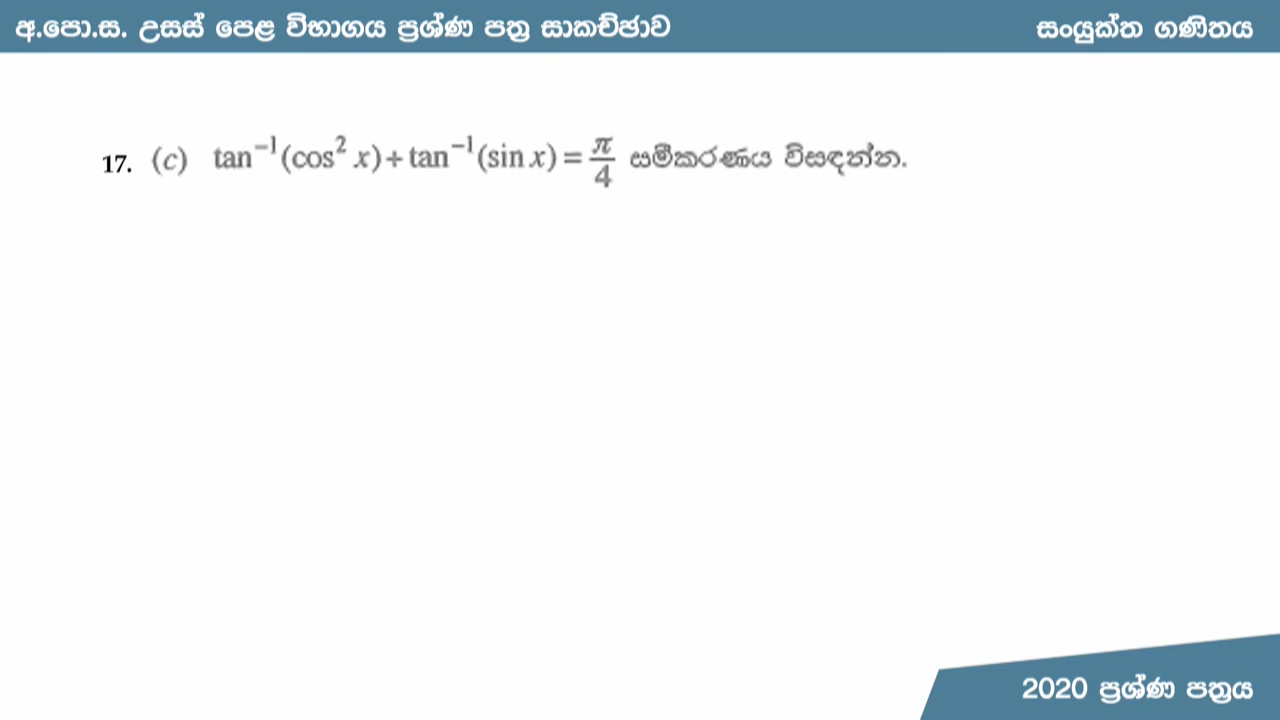 අ.පො.ස. උසස් පෙළ විභාගය ප්‍රශ්ණ පත්‍ර සාකච්ඡාව
සංයුක්ත ගණිතය
17. (c) tan⁻¹(cos² x) + tan⁻¹(sin x) = π/4 සමීකරණය විසඳන්න.
2020 ප්‍රශ්ණ පත්‍රය